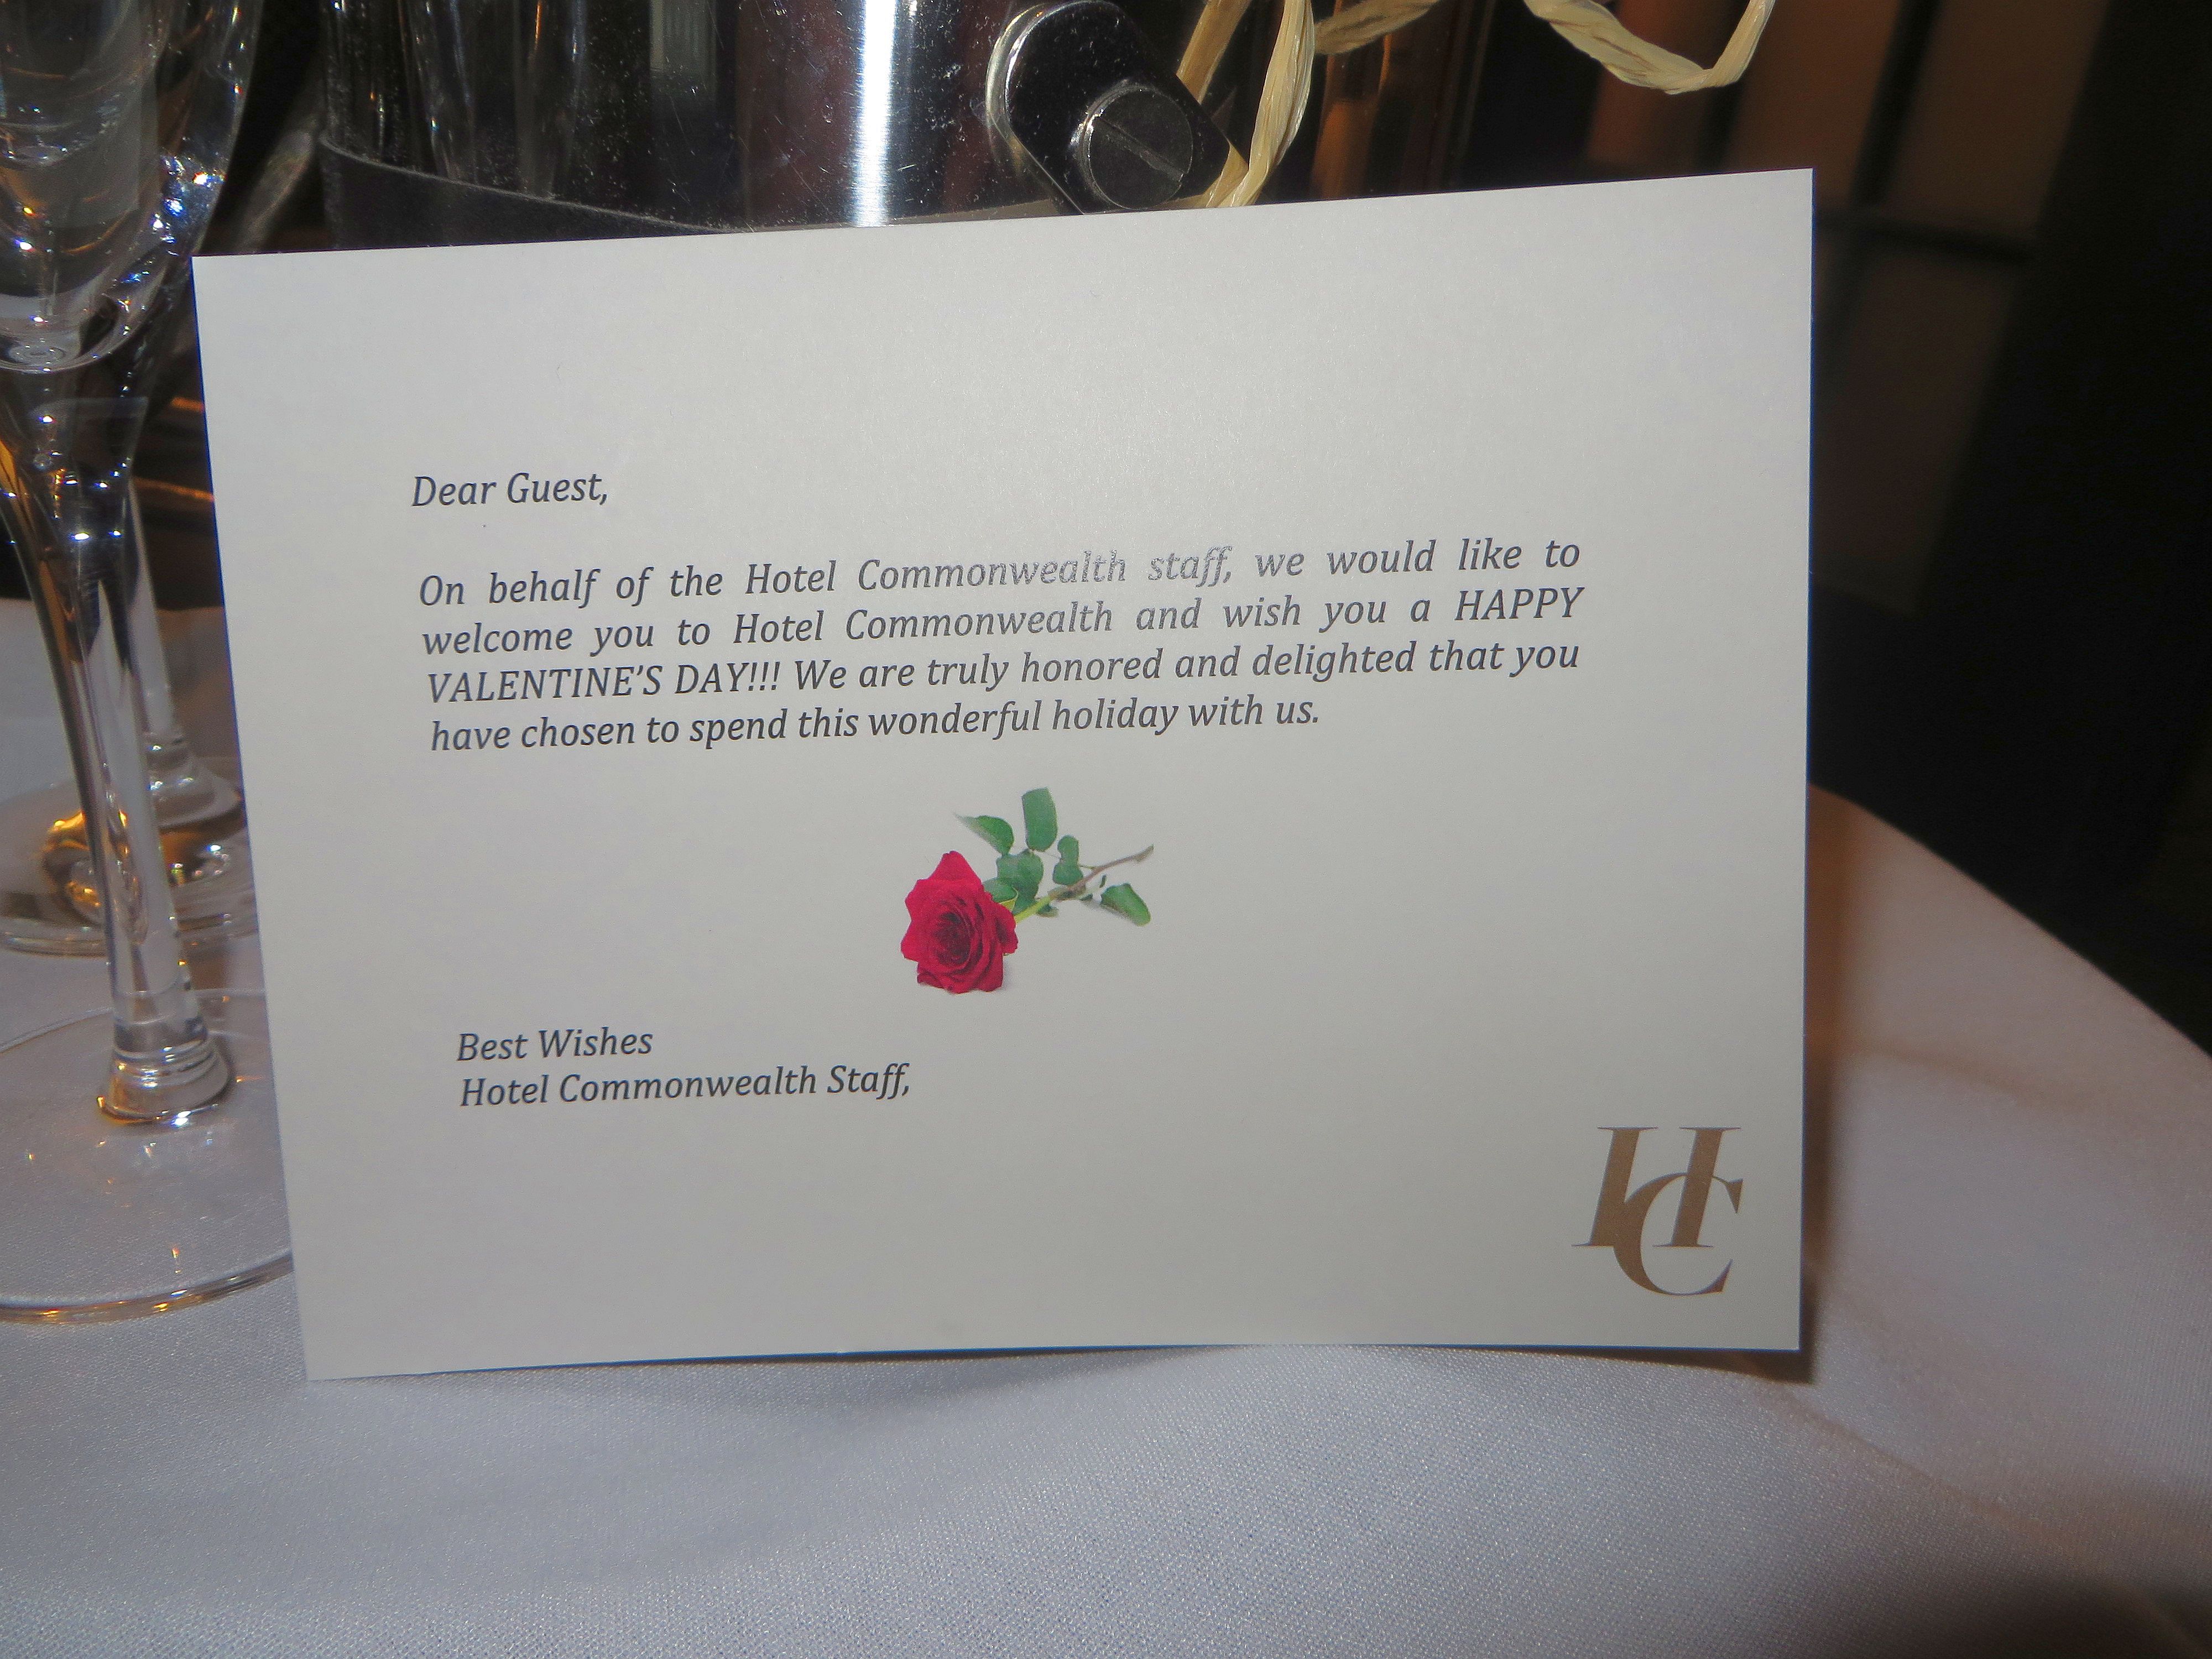 Dear Guest,
On behalf of the Hotel Commonwealth staff, we would like to
welcome you to Hotel Commonwealth and wish you a HAPPY
VALENTINE'S DAY!!! We are truly honored and delighted that you
have chosen to spend this wonderful holiday with us.
Best Wishes
Hotel Commonwealth Staff,
HC